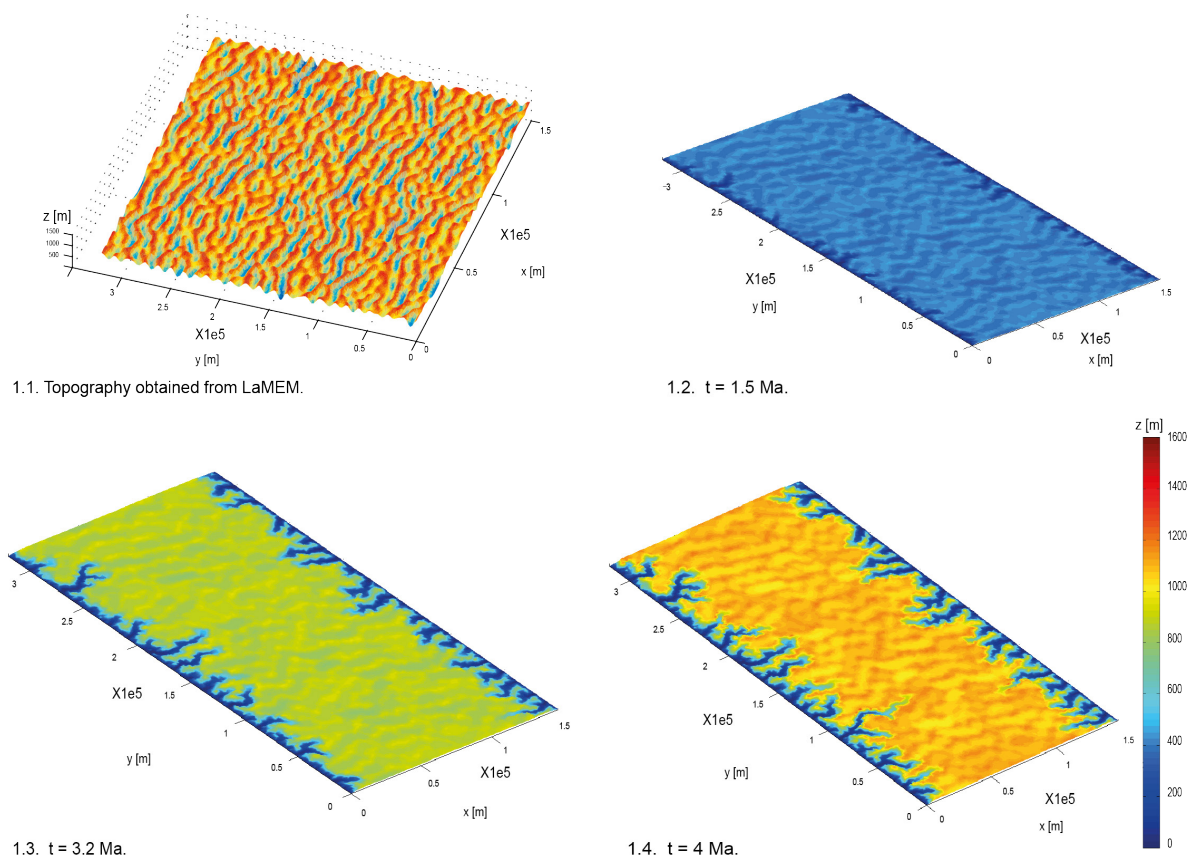 z [m]
1500
1000
500
3
2.5
2
1.5
1
0.5
0
X1e5
y [m]
0
0.5
1
1.5
X1e5
x [m]
1.1. Topography obtained from LaMEM.
-3
2.5
2
1.5
1
0.5
0
X1e5
y [m]
0
0.5
1
1.5
X1e5
x [m]
1.2. t = 1.5 Ma.
3
2.5
2
1.5
1
0.5
0
X1e5
y [m]
0
0.5
1
1.5
X1e5
x [m]
1.3. t = 3.2 Ma.
3
2.5
2
1.5
1
0.5
0
X1e5
y [m]
0
0.5
1
1.5
X1e5
x [m]
1.4. t = 4 Ma.
z [m]
1600
1400
1200
1000
800
600
400
200
0